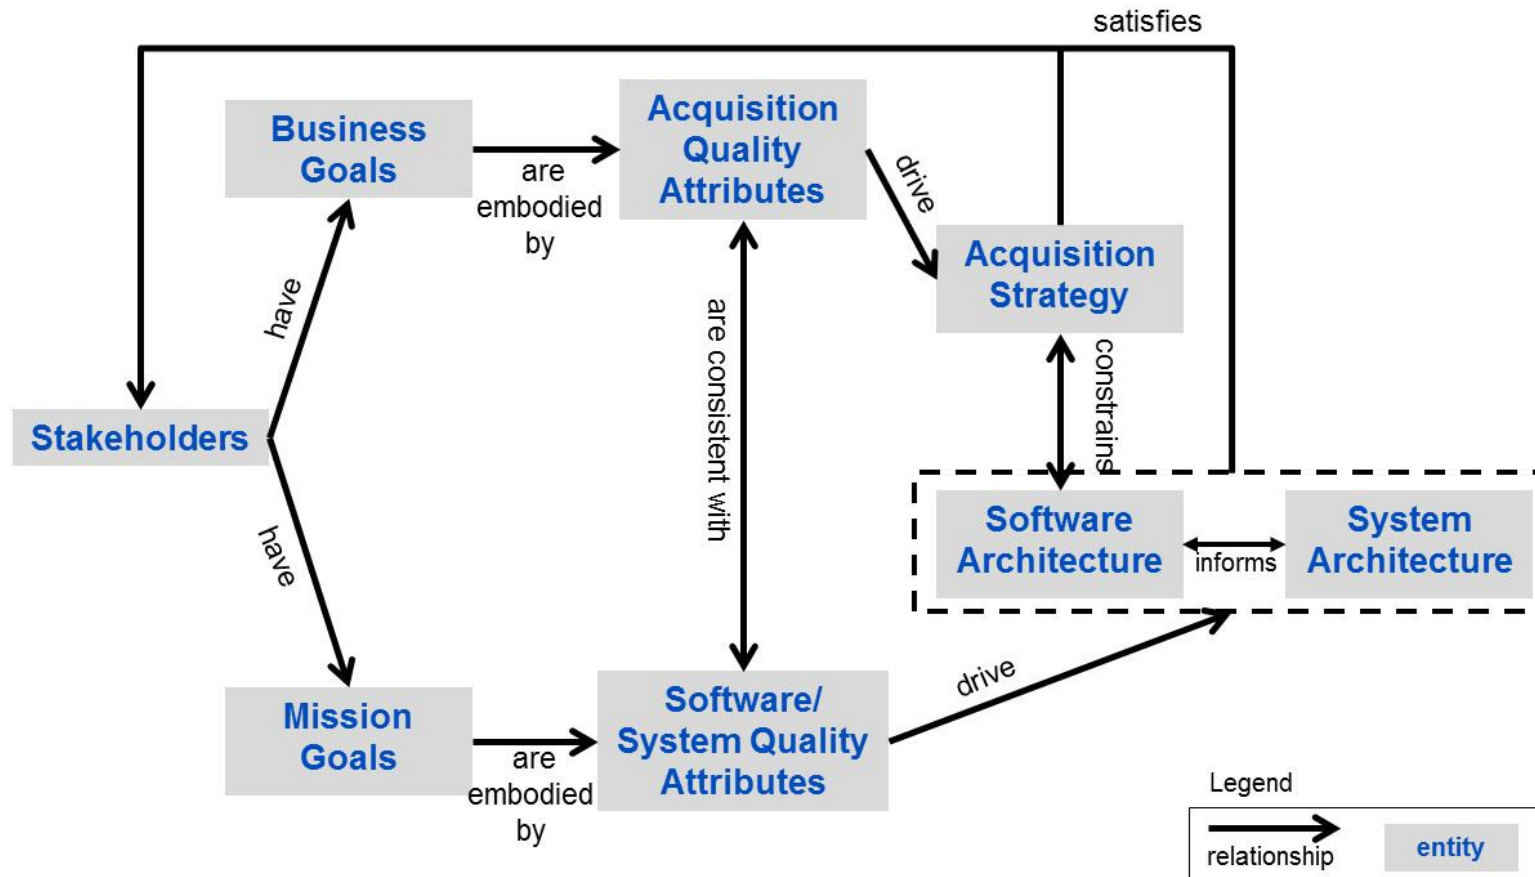 satisfies
Business
Goals
are
embodied
by
Acquisition
Quality
Attributes
drive
Acquisition
Strategy
have
Stakeholders
have
are consistent with
constrains
Software
Architecture
informs
System
Architecture
Mission
Goals
are
embodied
by
Software/
System Quality
Attributes
drive
Legend
relationship
entity